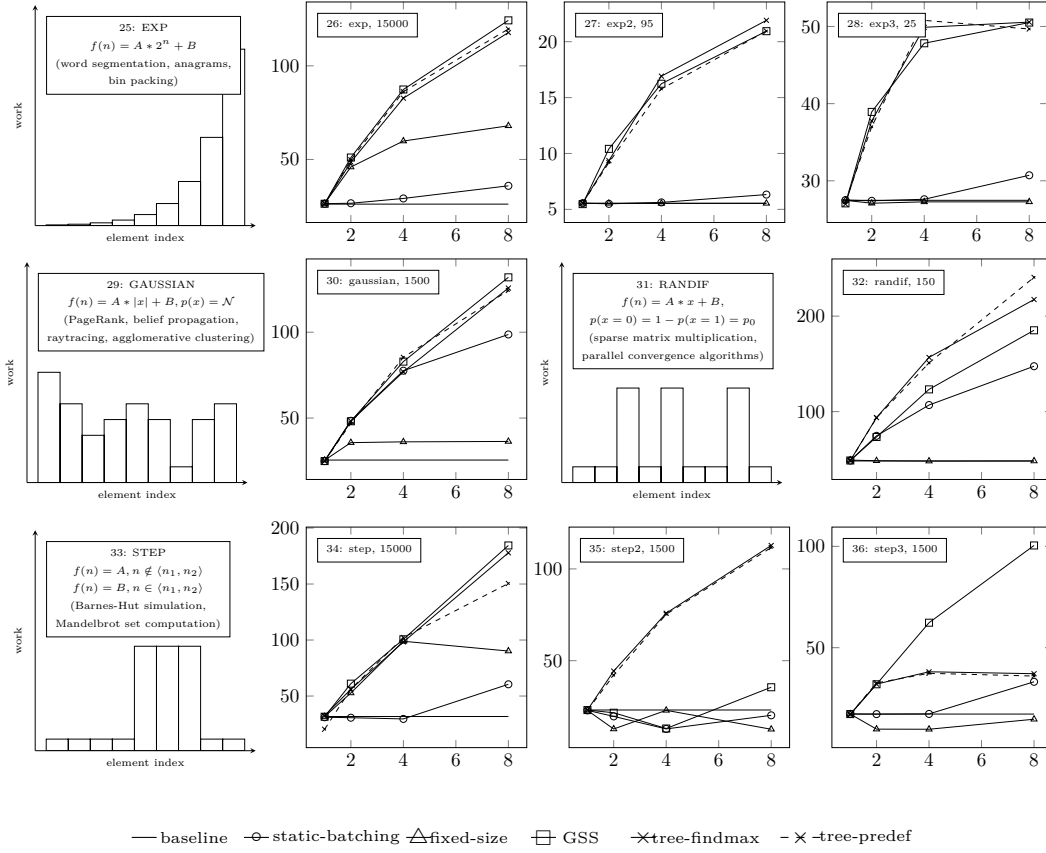 25: EXP
f(n) = A ∗ 2^n + B
(word segmentation, anagrams,
bin packing)
work
element index
26: exp, 15000
100
50
2 4 6 8
27: exp2, 95
20
15
10
5
2 4 6 8
28: exp3, 25
50
40
30
2 4 6 8
29: GAUSSIAN
f(n) = A ∗ |x| + B, p(x) = 𝒩
(PageRank, belief propagation,
raytracing, agglomerative clustering)
work
element index
30: gaussian, 1500
100
50
2 4 6 8
31: RANDIF
f(n) = A ∗ x + B,
p(x = 0) = 1 − p(x = 1) = p₀
(sparse matrix multiplication,
parallel convergence algorithms)
work
element index
32: randif, 150
200
100
2 4 6 8
33: STEP
f(n) = A, n ∉ ⟨n₁, n₂⟩
f(n) = B, n ∈ ⟨n₁, n₂⟩
(Barnes-Hut simulation,
Mandelbrot set computation)
work
element index
34: step, 15000
200
150
100
50
2 4 6 8
35: step2, 1500
100
50
2 4 6 8
36: step3, 1500
100
50
2 4 6 8
baseline static-batching fixed-size GSS tree-findmax tree-predef